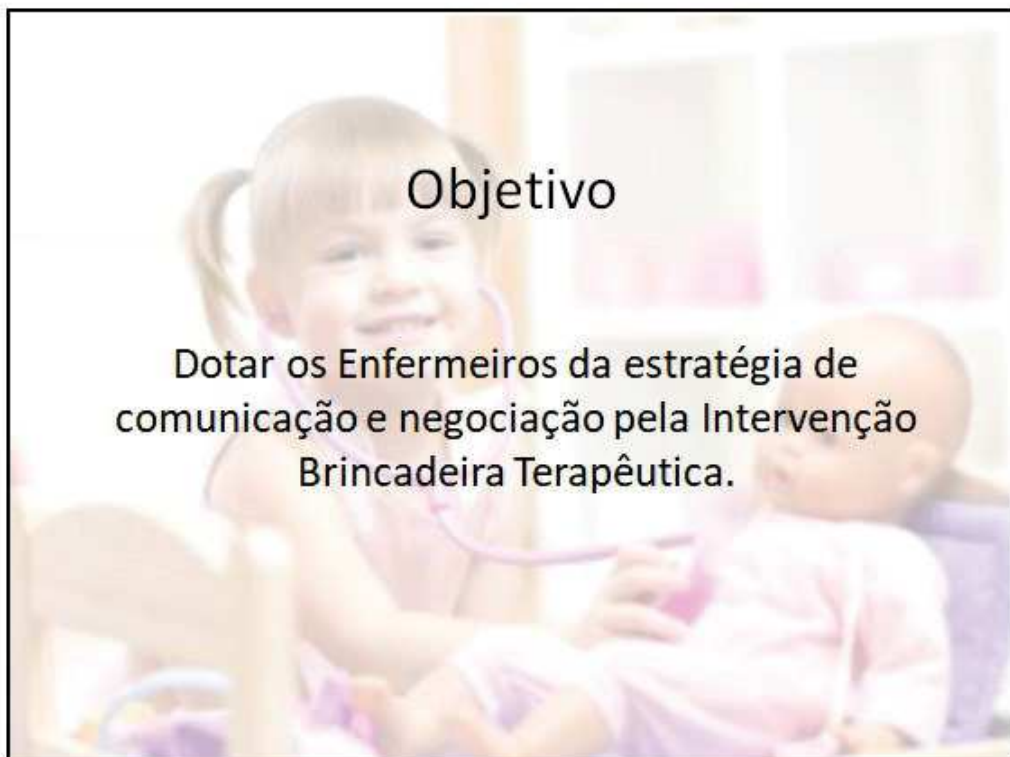 Objetivo
Dotar os Enfermeiros da estratégia de
comunicação e negociação pela Intervenção
Brincadeira Terapêutica.